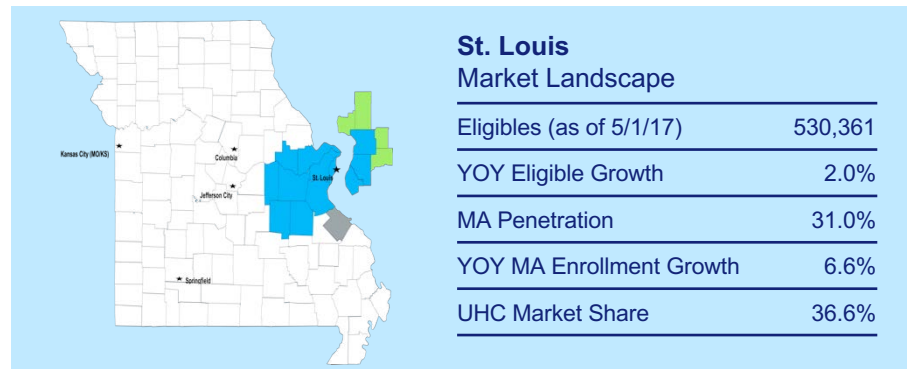 St. Louis
Market Landscape
Eligibles (as of 5/1/17) 530,361
YOY Eligible Growth 2.0%
MA Penetration 31.0%
YOY MA Enrollment Growth 6.6%
UHC Market Share 36.6%
Kansas City (MO/KS)
Columbia
St. Louis
Jefferson City
Springfield